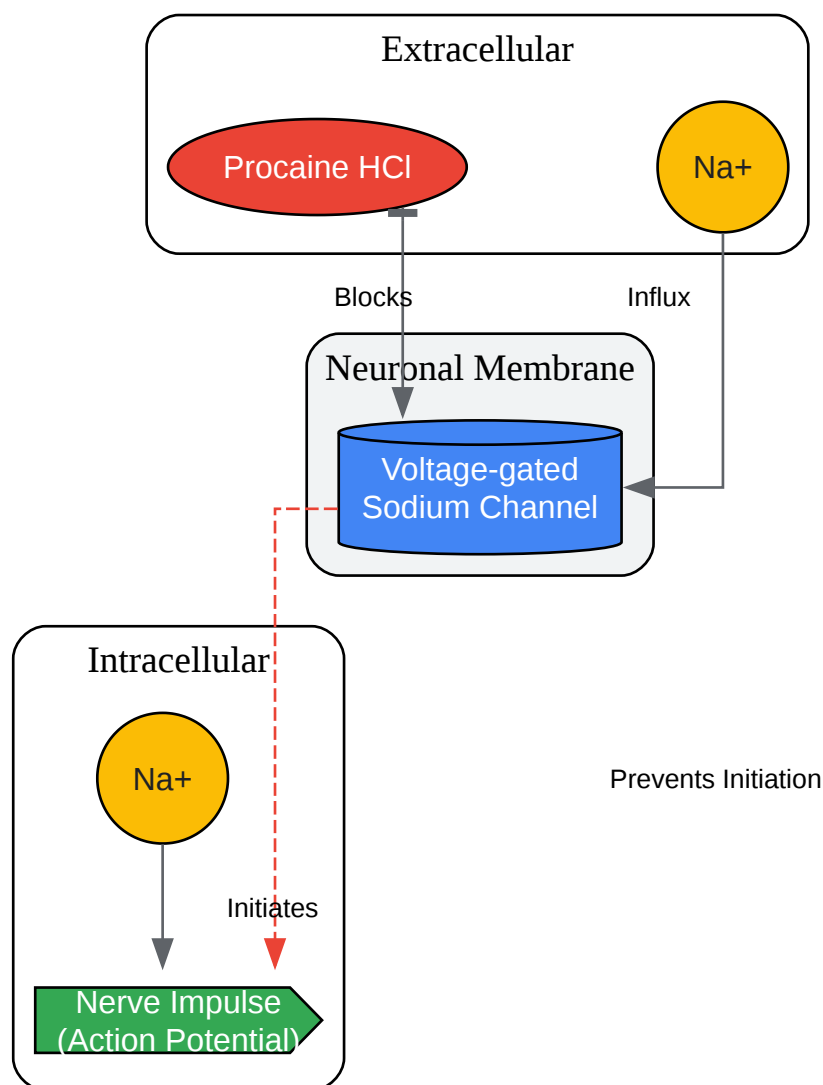 Extracellular
Procaine HCl
Na+
Blocks
Influx
Neuronal Membrane
Voltage-gated
Sodium Channel
Intracellular
Na+
Prevents Initiation
Initiates
Nerve Impulse
(Action Potential)